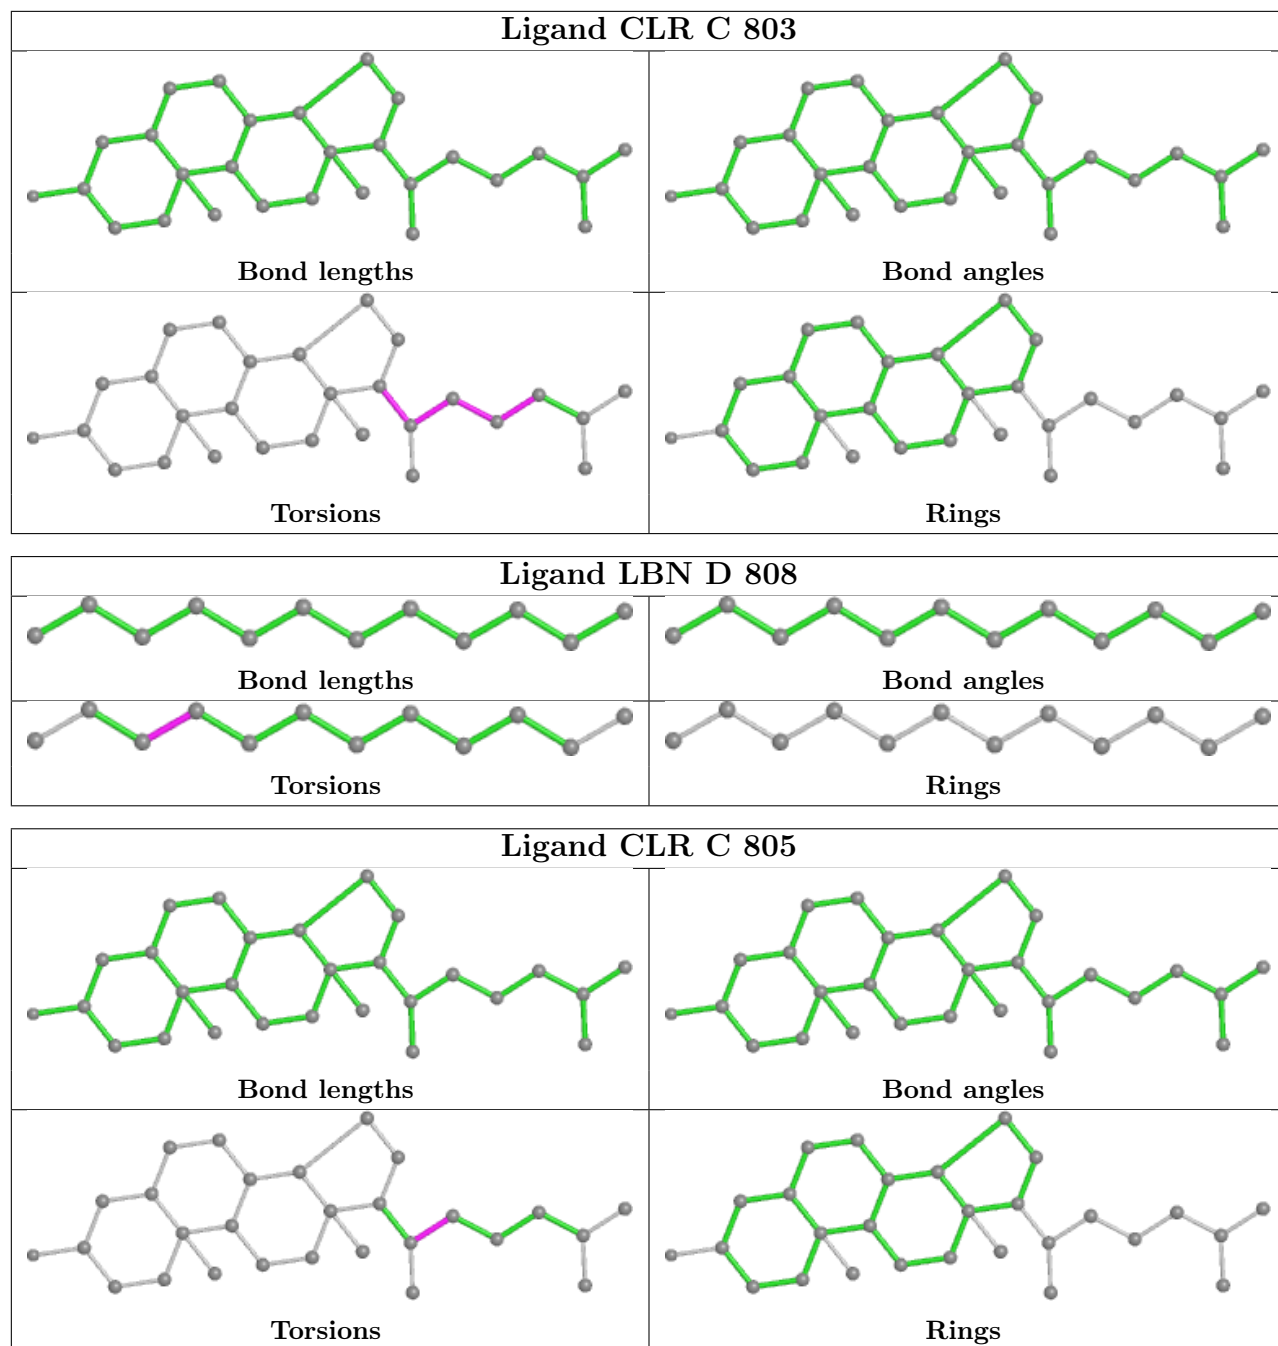 Ligand CLR C 803
Bond lengths
Bond angles
Torsions
Rings
Ligand LBN D 808
Bond lengths
Bond angles
Torsions
Rings
Ligand CLR C 805
Bond lengths
Bond angles
Torsions
Rings